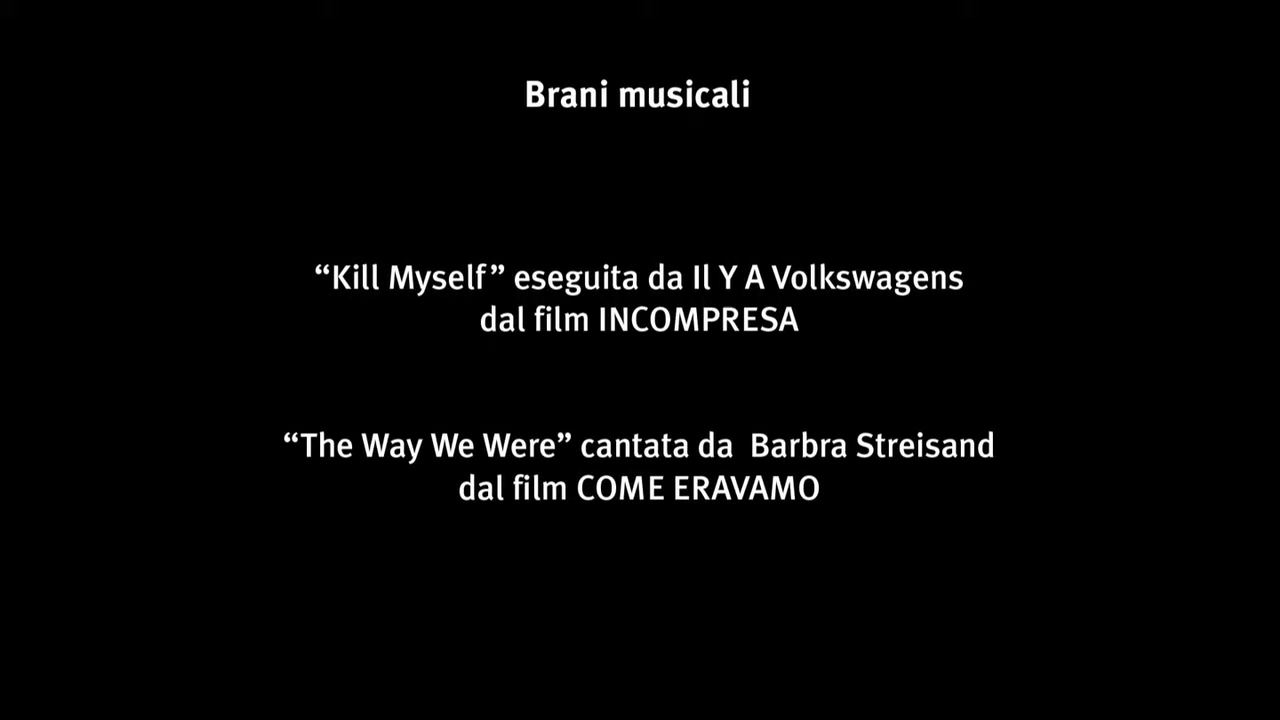 Brani musicali
“Kill Myself” eseguita da Il Y A Volkswagens
dal film INCOMPRESA
“The Way We Were” cantata da  Barbra Streisand
dal film COME ERAVAMO